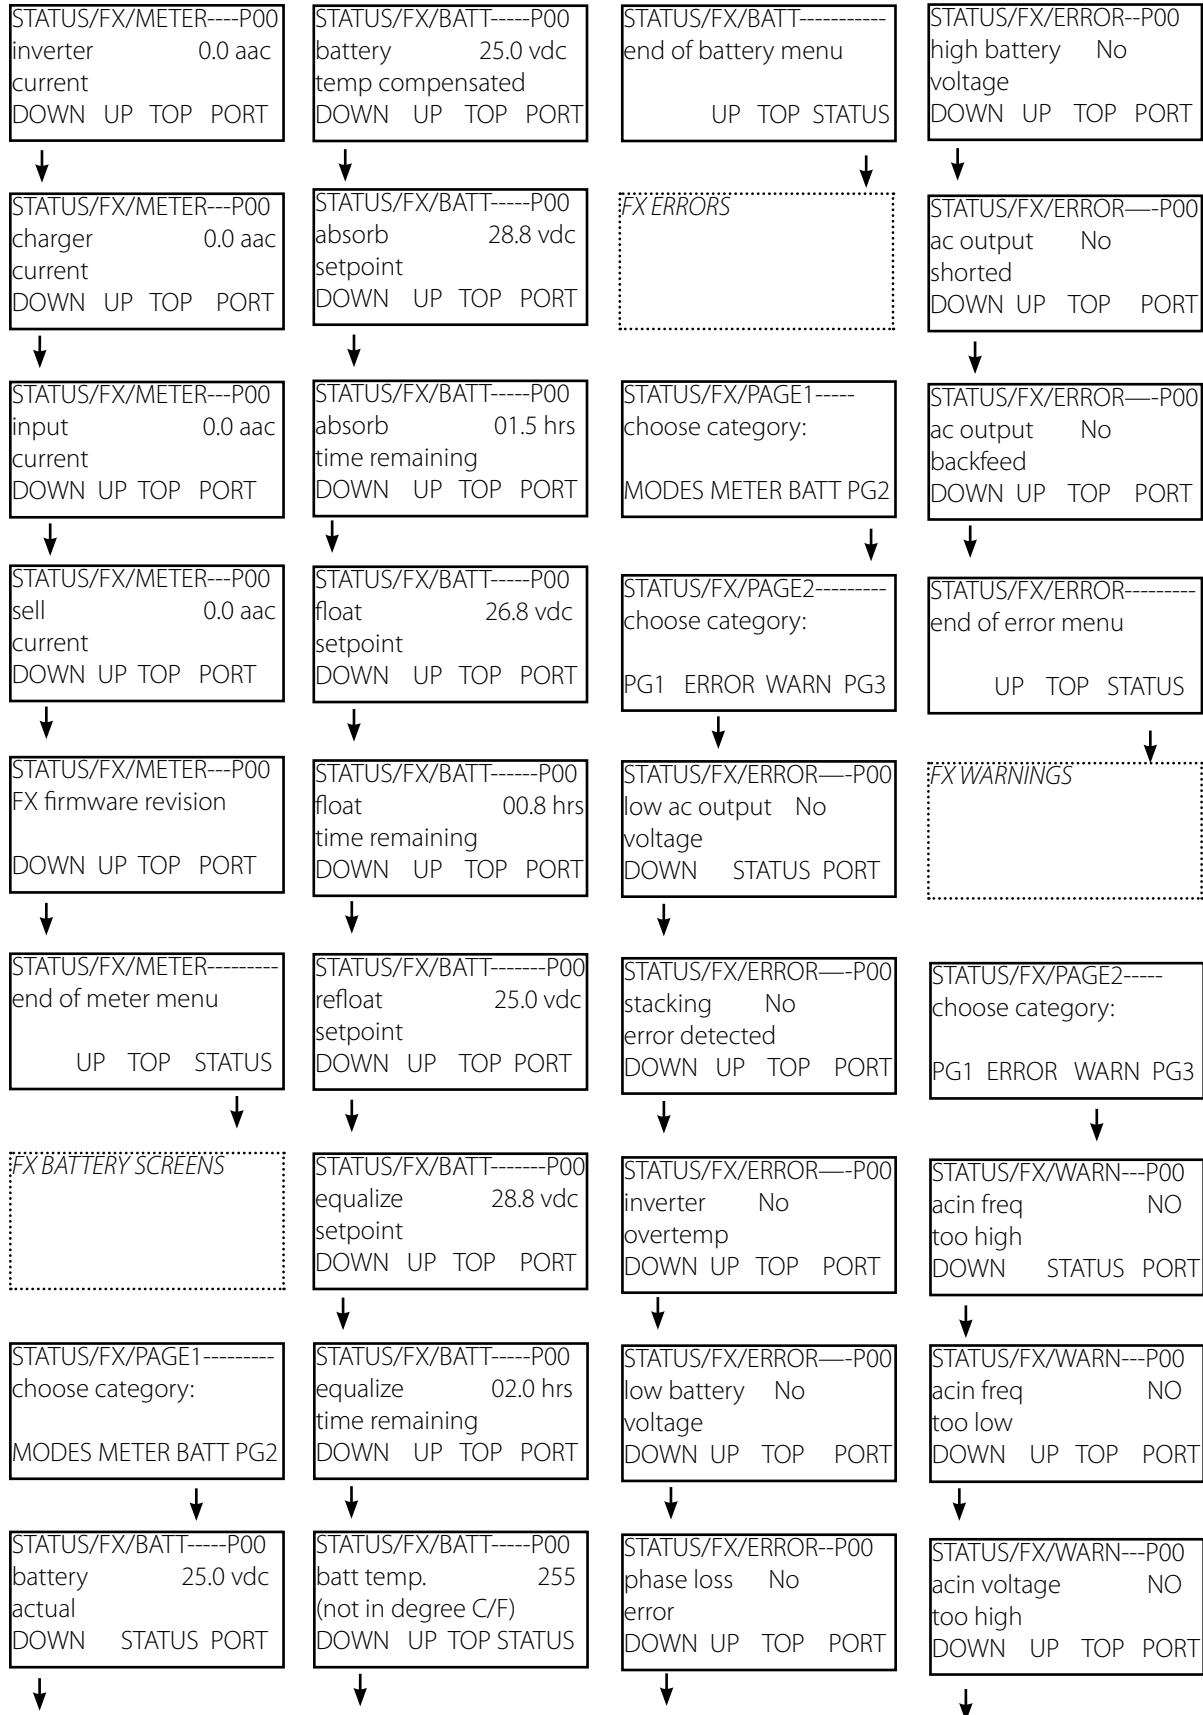 STATUS/FX/METER----P00
inverter 0.0 aac
current
DOWN UP TOP PORT
STATUS/FX/METER---P00
charger 0.0 aac
current
DOWN UP TOP PORT
STATUS/FX/METER---P00
input 0.0 aac
current
DOWN UP TOP PORT
STATUS/FX/METER---P00
sell 0.0 aac
current
DOWN UP TOP PORT
STATUS/FX/METER---P00
FX firmware revision
DOWN UP TOP PORT
STATUS/FX/METER---------
end of meter menu
UP TOP STATUS
FX BATTERY SCREENS
STATUS/FX/PAGE1---------
choose category:
MODES METER BATT PG2
STATUS/FX/BATT-----P00
battery 25.0 vdc
actual
DOWN STATUS PORT
STATUS/FX/BATT-----P00
battery 25.0 vdc
temp compensated
DOWN UP TOP PORT
STATUS/FX/BATT-----P00
absorb 28.8 vdc
setpoint
DOWN UP TOP PORT
STATUS/FX/BATT-----P00
absorb 01.5 hrs
time remaining
DOWN UP TOP PORT
STATUS/FX/BATT-----P00
float 26.8 vdc
setpoint
DOWN UP TOP PORT
STATUS/FX/BATT------P00
float 00.8 hrs
time remaining
DOWN UP TOP PORT
STATUS/FX/BATT-------P00
refloat 25.0 vdc
setpoint
DOWN UP TOP PORT
STATUS/FX/BATT-------P00
equalize 28.8 vdc
setpoint
DOWN UP TOP PORT
STATUS/FX/BATT-----P00
equalize 02.0 hrs
time remaining
DOWN UP TOP PORT
STATUS/FX/BATT-----P00
batt temp. 255
(not in degree C/F)
DOWN UP TOP STATUS
STATUS/FX/BATT-----------
end of battery menu
UP TOP STATUS
FX ERRORS
STATUS/FX/PAGE1-----
choose category:
MODES METER BATT PG2
STATUS/FX/PAGE2---------
choose category:
PG1 ERROR WARN PG3
STATUS/FX/ERROR—-P00
low ac output No
voltage
DOWN STATUS PORT
STATUS/FX/ERROR—-P00
stacking No
error detected
DOWN UP TOP PORT
STATUS/FX/ERROR—-P00
inverter No
overtemp
DOWN UP TOP PORT
STATUS/FX/ERROR—-P00
low battery No
voltage
DOWN UP TOP PORT
STATUS/FX/ERROR--P00
phase loss No
error
DOWN UP TOP PORT
STATUS/FX/ERROR--P00
high battery No
voltage
DOWN UP TOP PORT
STATUS/FX/ERROR—-P00
ac output No
shorted
DOWN UP TOP PORT
STATUS/FX/ERROR—-P00
ac output No
backfeed
DOWN UP TOP PORT
STATUS/FX/ERROR---------
end of error menu
UP TOP STATUS
FX WARNINGS
STATUS/FX/PAGE2-----
choose category:
PG1 ERROR WARN PG3
STATUS/FX/WARN---P00
acin freq NO
too high
DOWN STATUS PORT
STATUS/FX/WARN---P00
acin freq NO
too low
DOWN UP TOP PORT
STATUS/FX/WARN---P00
acin voltage NO
too high
DOWN UP TOP PORT